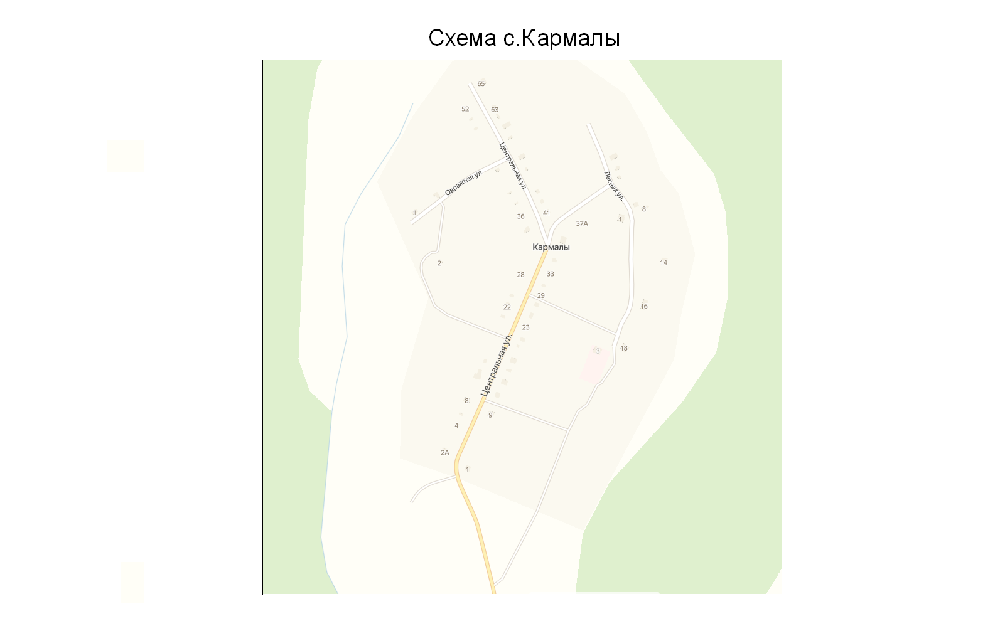 Схема с.Кармалы
65
52
63
Центральная ул.
Овражная ул.
Лесная ул.
1
8
36
41
1
37А
Кармалы
2
14
28
33
29
22
16
23
3
18
Центральная ул.
8
9
4
2А
1